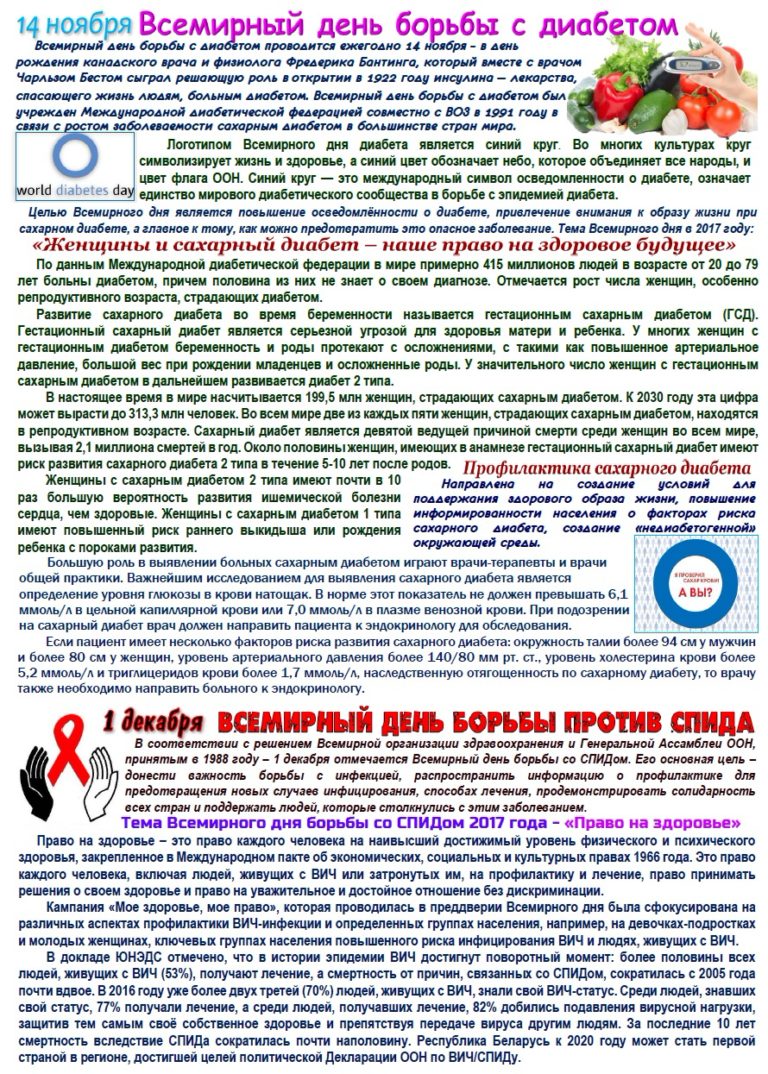 14 ноября Всемирный день борьбы с диабетом
Всемирный день борьбы с диабетом проводится ежегодно 14 ноября – в день
рождения канадского врача и физиолога Фредерика Бантинга, который вместе с врачом
Чарльзом Бестом сыграл решающую роль в открытии в 1922 году инсулина — лекарства,
спасающего жизнь людям, больным диабетом. Всемирный день борьбы с диабетом был
учрежден Международной диабетической федерацией совместно с ВОЗ в 1991 году в
связи с ростом заболеваемости сахарным диабетом в большинстве стран мира.
world diabetes day
Логотипом Всемирного дня диабета является синий круг. Во многих культурах круг
символизирует жизнь и здоровье, а синий цвет обозначает небо, которое объединяет все народы, и
цвет флага ООН. Синий круг — это международный символ осведомленности о диабете, означает
единство мирового диабетического сообщества в борьбе с эпидемией диабета.
Целью Всемирного дня является повышение осведомлённости о диабете, привлечение внимания к образу жизни при
сахарном диабете, а главное к тому, как можно предотвратить это опасное заболевание. Тема Всемирного дня в 2017 году:
«Женщины и сахарный диабет – наше право на здоровое будущее»
По данным Международной диабетической федерации в мире примерно 415 миллионов людей в возрасте от 20 до 79
лет больны диабетом, причем половина из них не знает о своем диагнозе. Отмечается рост числа женщин, особенно
репродуктивного возраста, страдающих диабетом.
Развитие сахарного диабета во время беременности называется гестационным сахарным диабетом (ГСД).
Гестационный сахарный диабет является серьезной угрозой для здоровья матери и ребенка. У многих женщин с
гестационным диабетом беременность и роды протекают с осложнениями, с такими как повышенное артериальное
давление, большой вес при рождении младенцев и осложненные роды. У значительного число женщин с гестационным
сахарным диабетом в дальнейшем развивается диабет 2 типа.
В настоящее время в мире насчитывается 199,5 млн женщин, страдающих сахарным диабетом. К 2030 году эта цифра
может вырасти до 313,3 млн человек. Во всем мире две из каждых пяти женщин, страдающих сахарным диабетом, находятся
в репродуктивном возрасте. Сахарный диабет является девятой ведущей причиной смерти среди женщин во всем мире,
вызывая 2,1 миллиона смертей в год. Около половины женщин, имеющих в анамнезе гестационный сахарный диабет имеют
риск развития сахарного диабета 2 типа в течение 5-10 лет после родов.
Женщины с сахарным диабетом 2 типа имеют почти в 10
раз большую вероятность развития ишемической болезни
сердца, чем здоровые. Женщины с сахарным диабетом 1 типа
имеют повышенный риск раннего выкидыша или рождения
ребенка с пороками развития.
Профилактика сахарного диабета
Направлена на создание условий для
поддержания здорового образа жизни, повышение
информированности населения о факторах риска
сахарного диабета, создание «недиабетогенной»
окружающей среды.
Большую роль в выявлении больных сахарным диабетом играют врачи-терапевты и врачи
общей практики. Важнейшим исследованием для выявления сахарного диабета является
определение уровня глюкозы в крови натощак. В норме этот показатель не должен превышать 6,1
ммоль/л в цельной капиллярной крови или 7,0 ммоль/л в плазме венозной крови. При подозрении
на сахарный диабет врач должен направить пациента к эндокринологу для обследования.
Я ПРОВЕРИЛ
САХАР КРОВИ
А ВЫ?
Если пациент имеет несколько факторов риска развития сахарного диабета: окружность талии более 94 см у мужчин
и более 80 см у женщин, уровень артериального давления более 140/80 мм рт. ст., уровень холестерина крови более
5,2 ммоль/л и триглицеридов крови более 1,7 ммоль/л, наследственную отягощенность по сахарному диабету, то врачу
также необходимо направить больного к эндокринологу.
1 декабря ВСЕМИРНЫЙ ДЕНЬ БОРЬБЫ ПРОТИВ СПИДА
В соответствии с решением Всемирной организации здравоохранения и Генеральной Ассамблеи ООН,
принятым в 1988 году – 1 декабря отмечается Всемирный день борьбы со СПИДом. Его основная цель –
донести важность борьбы с инфекцией, распространить информацию о профилактике для
предотвращения новых случаев инфицирования, способах лечения, продемонстрировать солидарность
всех стран и поддержать людей, которые столкнулись с этим заболеванием.
Тема Всемирного дня борьбы со СПИДом 2017 года – «Право на здоровье»
Право на здоровье – это право каждого человека на наивысший достижимый уровень физического и психического
здоровья, закрепленное в Международном пакте об экономических, социальных и культурных правах 1966 года. Это право
каждого человека, включая людей, живущих с ВИЧ или затронутых им, на профилактику и лечение, право принимать
решения о своем здоровье и право на уважительное и достойное отношение без дискриминации.
Кампания «Мое здоровье, мое право», которая проводилась в преддверии Всемирного дня была сфокусирована на
различных аспектах профилактики ВИЧ-инфекции и определенных группах населения, например, на девочках-подростках
и молодых женщинах, ключевых группах населения повышенного риска инфицирования ВИЧ и людях, живущих с ВИЧ.
В докладе ЮНЭДС отмечено, что в истории эпидемии ВИЧ достигнут поворотный момент: более половины всех
людей, живущих с ВИЧ (53%), получают лечение, а смертность от причин, связанных со СПИДом, сократилась с 2005 года
почти вдвое. В 2016 году уже более двух третей (70%) людей, живущих с ВИЧ, знали свой ВИЧ-статус. Среди людей, знавших
свой статус, 77% получали лечение, а среди людей, получавших лечение, 82% добились подавления вирусной нагрузки,
защитив тем самым своё собственное здоровье и препятствуя передаче вируса другим людям. За последние 10 лет
смертность вследствие СПИДа сократилась почти наполовину. Республика Беларусь к 2020 году может стать первой
страной в регионе, достигшей целей политической Декларации ООН по ВИЧ/СПИДу.